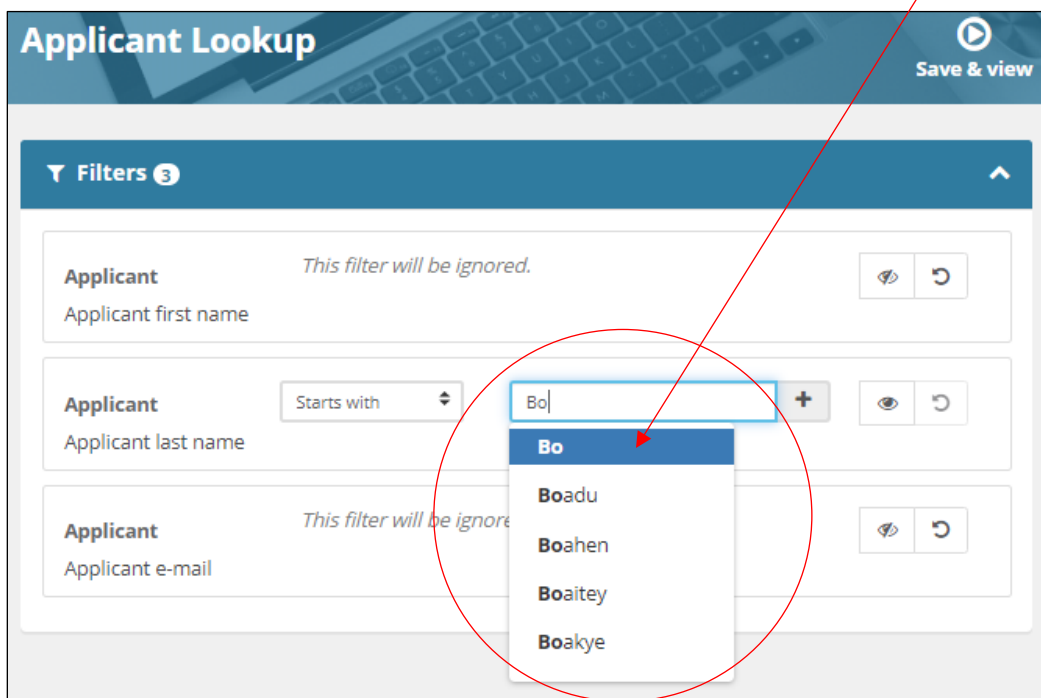 Applicant Lookup
Save & view
Filters 3
This filter will be ignored.
Applicant
Applicant first name
Applicant
Starts with
Bo
Applicant last name
Bo
Boadu
Boahen
Boaitey
Boakye
This filter will be ignore
Applicant
Applicant e-mail